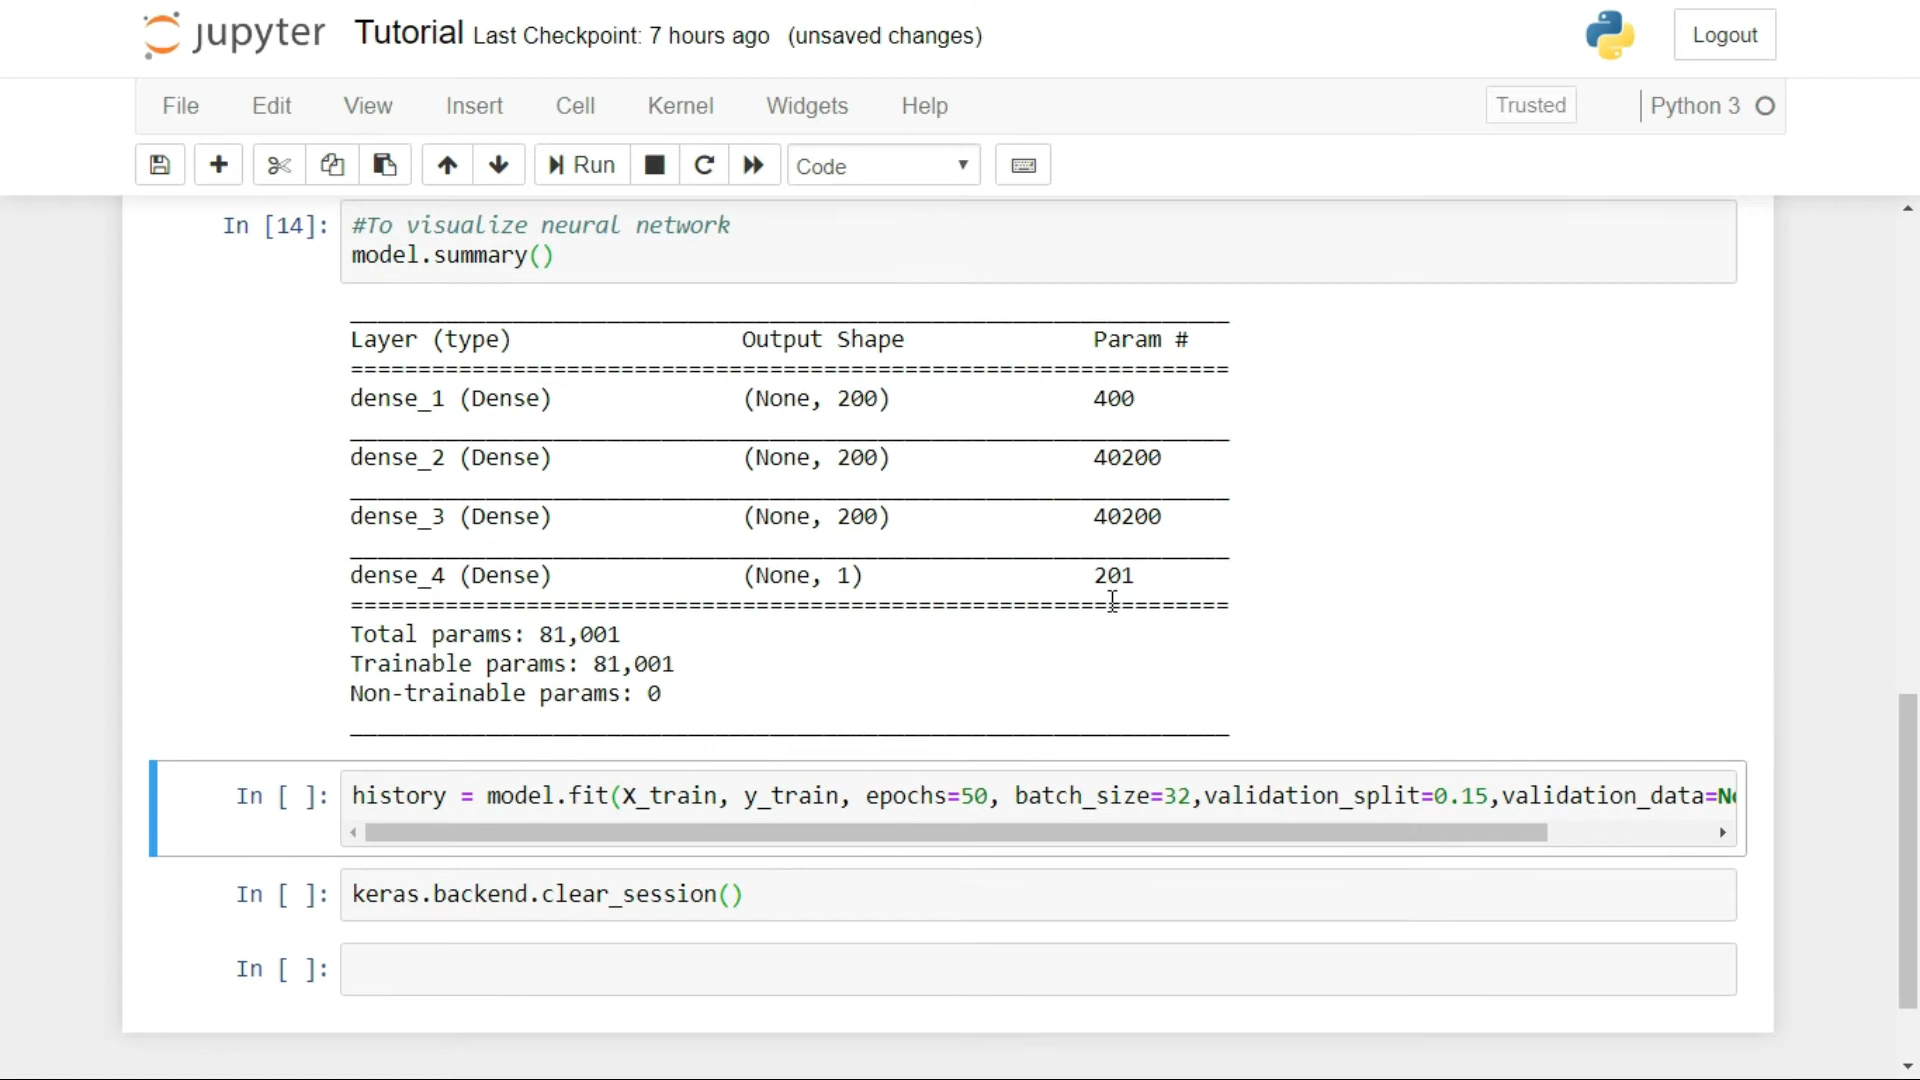 jupyter Tutorial Last Checkpoint: 7 hours ago (unsaved changes) Logout
File Edit View Insert Cell Kernel Widgets Help Trusted Python 3
Run Code
In [14]: #To visualize neural network
model.summary()
Layer (type) Output Shape Param #
=================================================================
dense_1 (Dense) (None, 200) 400
dense_2 (Dense) (None, 200) 40200
dense_3 (Dense) (None, 200) 40200
dense_4 (Dense) (None, 1) 201
=================================================================
Total params: 81,001
Trainable params: 81,001
Non-trainable params: 0
In [ ]: history = model.fit(X_train, y_train, epochs=50, batch_size=32,validation_split=0.15,validation_data=
In [ ]: keras.backend.clear_session()
In [ ]: